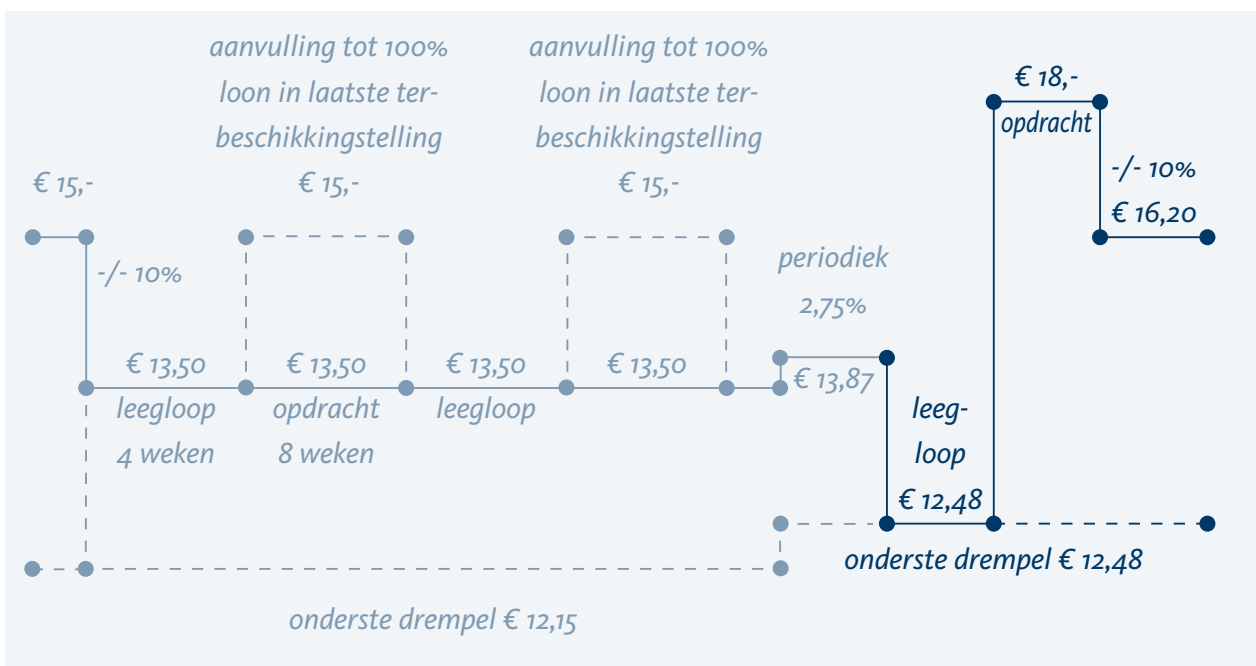 aanvulling tot 100%
loon in laatste ter-
beschikkingstelling
€ 15,-
aanvulling tot 100%
loon in laatste ter-
beschikkingstelling
€ 15,-
€ 15,-
-/- 10%
€ 13,50
leegloop
4 weken
€ 13,50
opdracht
8 weken
€ 13,50
leegloop
€ 13,50
periodiek
2,75%
€ 13,87
leeg-
loop
€ 12,48
€ 18,-
opdracht
-/- 10%
€ 16,20
onderste drempel € 12,48
onderste drempel € 12,15